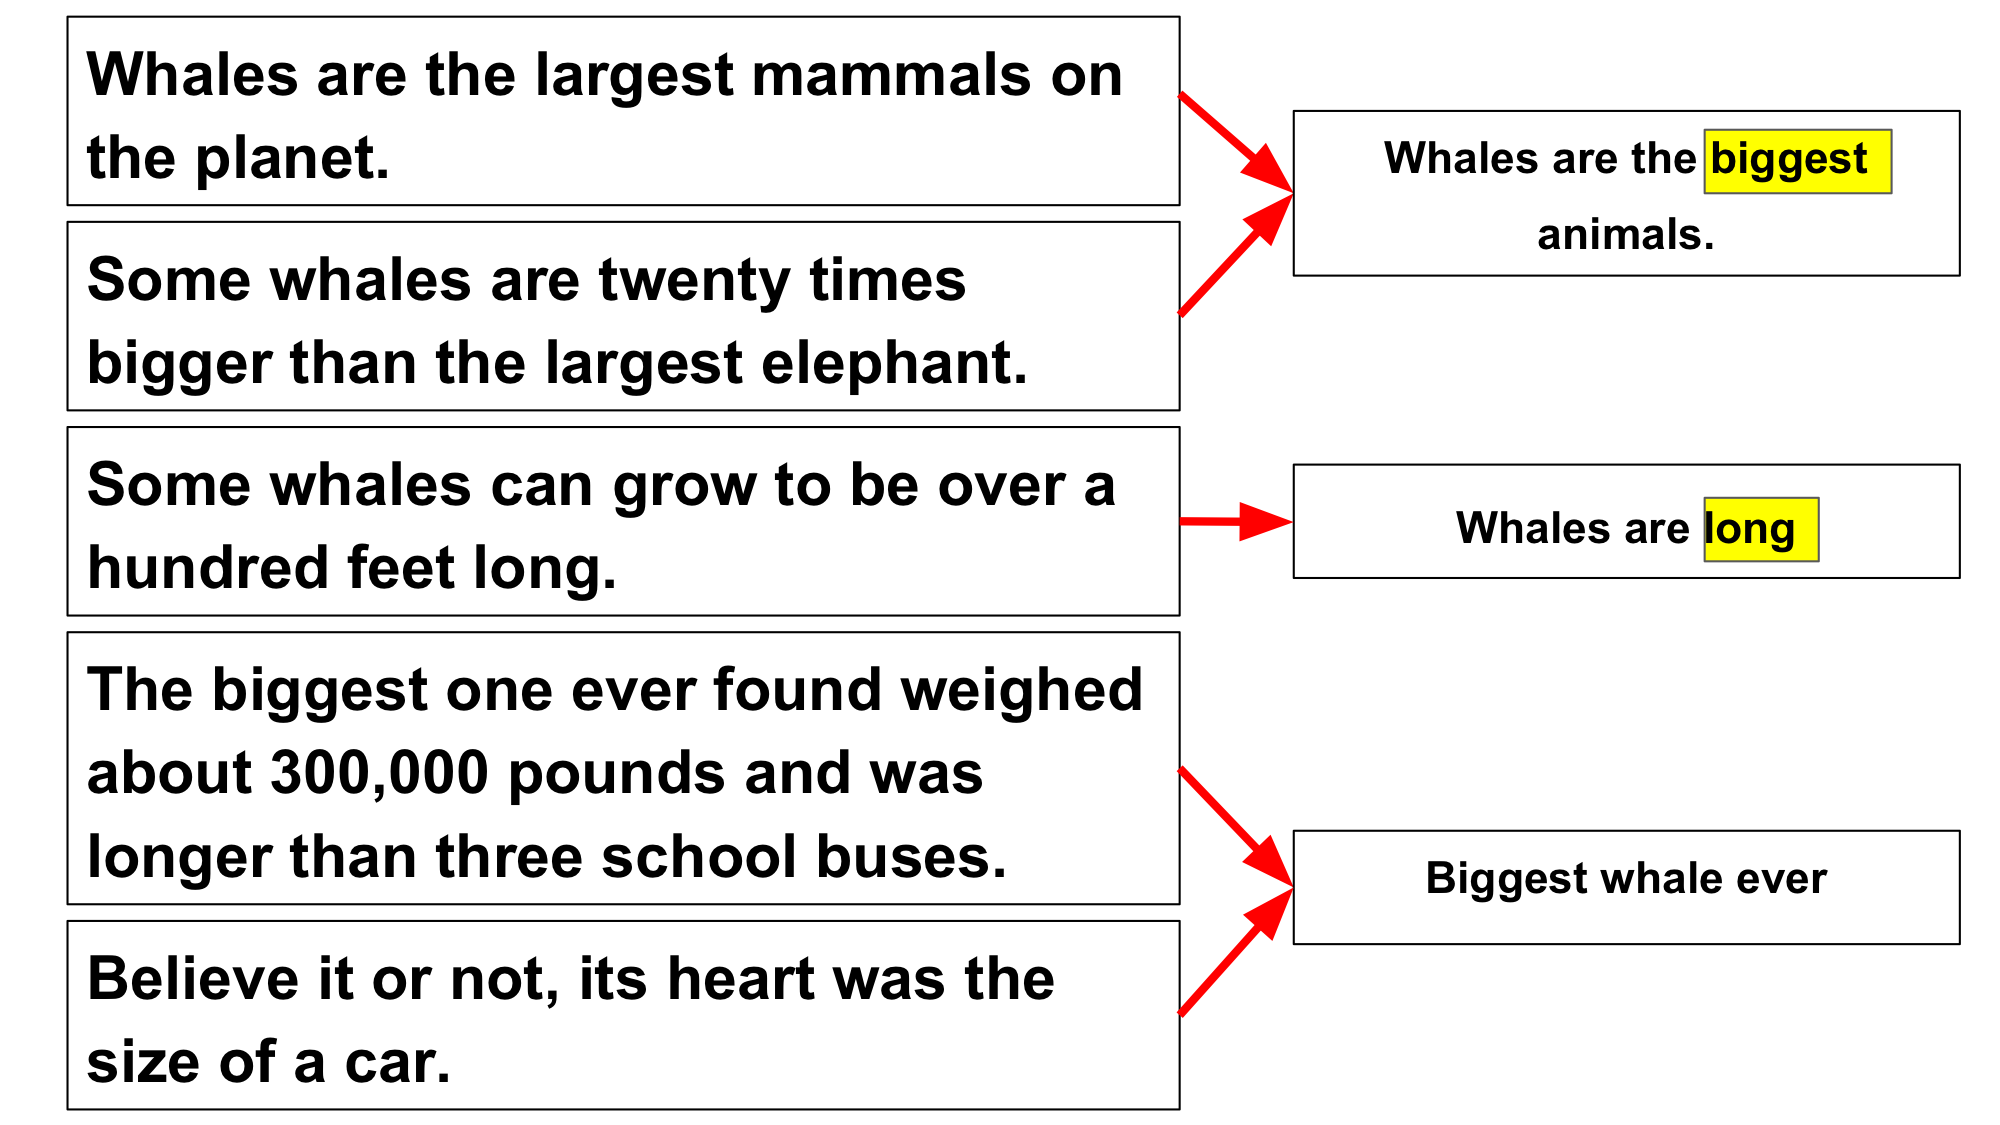 Whales are the largest mammals on
the planet.
Some whales are twenty times
bigger than the largest elephant.
Some whales can grow to be over a
hundred feet long.
The biggest one ever found weighed
about 300,000 pounds and was
longer than three school buses.
Believe it or not, its heart was the
size of a car.
Whales are the biggest
animals.
Whales are long
Biggest whale ever